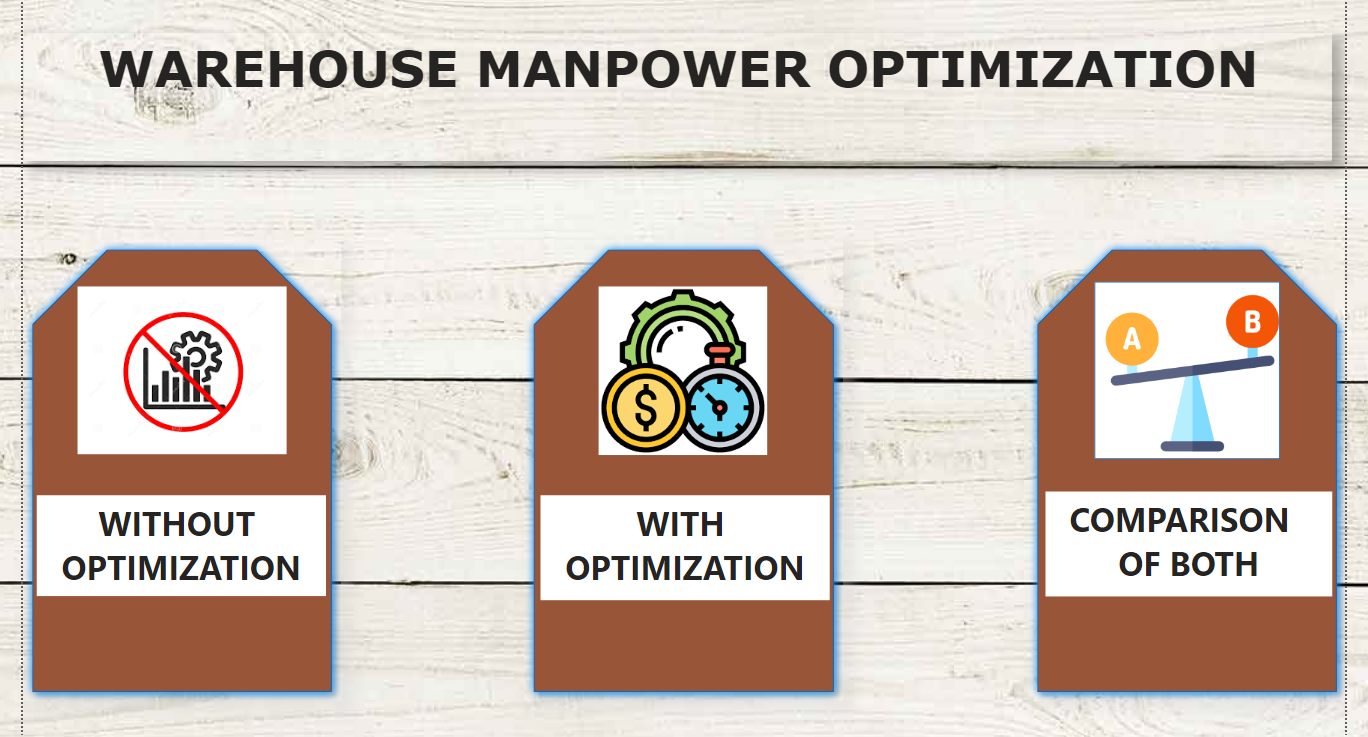 WAREHOUSE MANPOWER OPTIMIZATION
WITHOUT
OPTIMIZATION
$
WITH
OPTIMIZATION
A
B
COMPARISON
OF BOTH